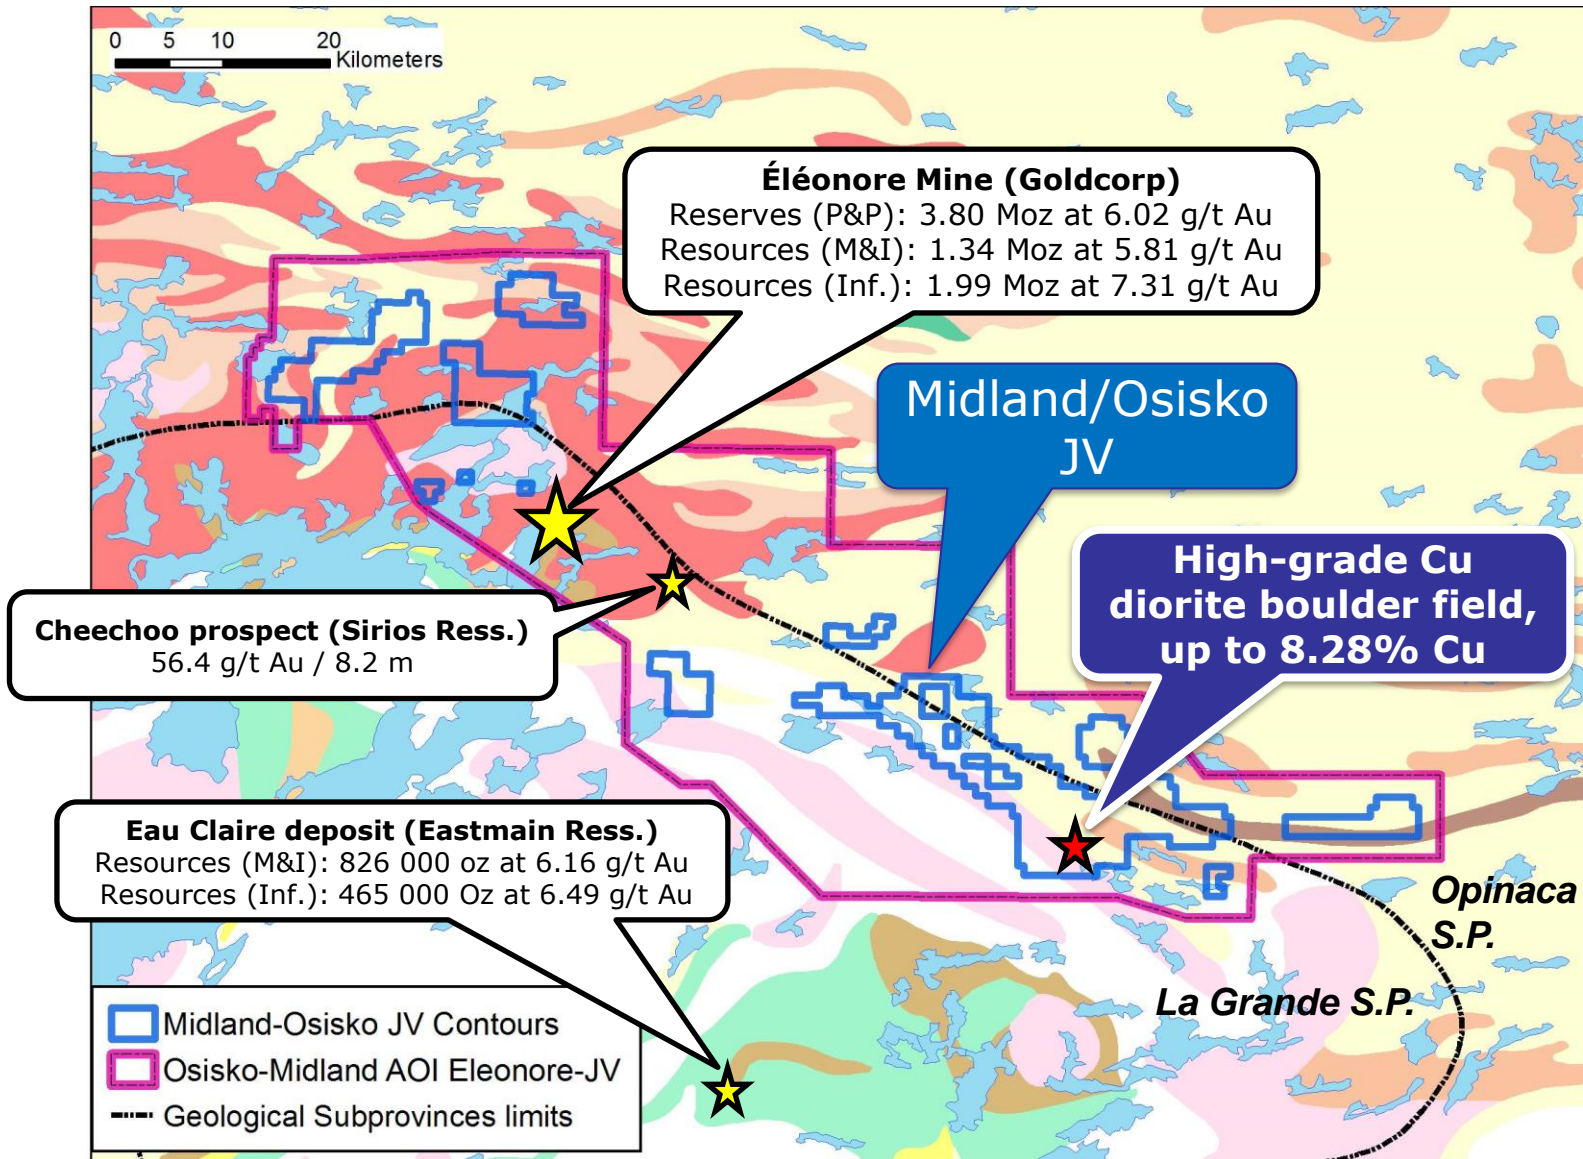 0 5 10 20
Kilometers
Éléonore Mine (Goldcorp)
Reserves (P&P): 3.80 Moz at 6.02 g/t Au
Resources (M&I): 1.34 Moz at 5.81 g/t Au
Resources (Inf.): 1.99 Moz at 7.31 g/t Au
Midland/Osisko
JV
High-grade Cu
diorite boulder field,
up to 8.28% Cu
Cheechoo prospect (Sirios Ress.)
56.4 g/t Au / 8.2 m
Eau Claire deposit (Eastmain Ress.)
Resources (M&I): 826 000 oz at 6.16 g/t Au
Resources (Inf.): 465 000 Oz at 6.49 g/t Au
Opinaca
S.P.
La Grande S.P.
Midland-Osisko JV Contours
Osisko-Midland AOI Eleonore-JV
Geological Subprovinces limits